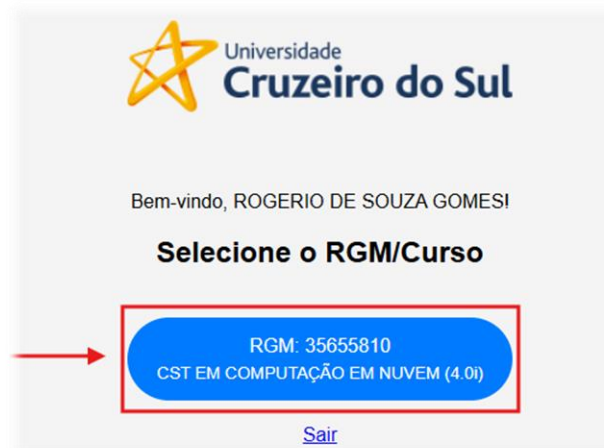 Universidade
Cruzeiro do Sul
Bem-vindo, ROGERIO DE SOUZA GOMES!
Selecione o RGM/Curso
RGM: 35655810
CST EM COMPUTAÇÃO EM NUVEM (4.0i)
Sair